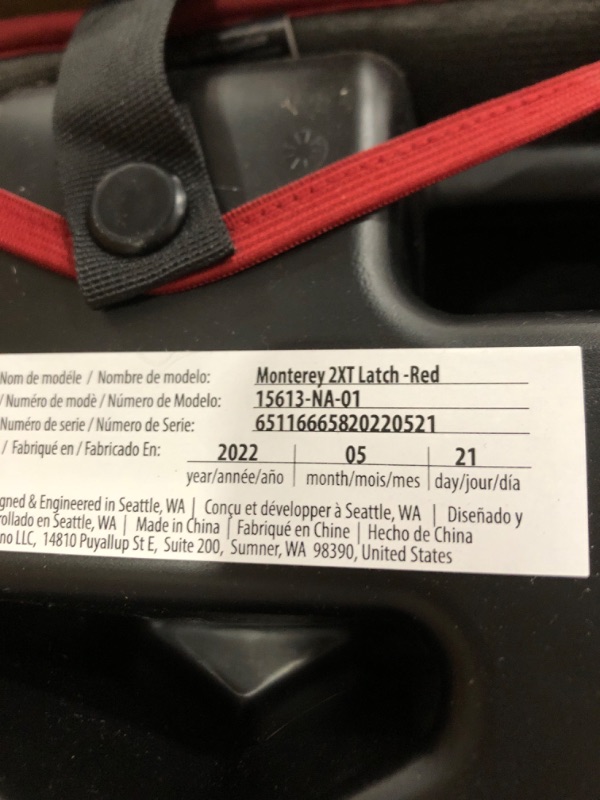 Nom de modéle / Nombre de modelo: Monterey 2XT Latch -Red
/ Numéro de modè / Número de Modelo: 15613-NA-01
Numéro de serie / Número de Serie: 65116665820220521
/ Fabriqué en / Fabricado En: 2022 | 05 | 21
year/année/año | month/mois/mes | day/jour/día
gned & Engineered in Seattle, WA | Conçu et développer à Seattle, WA | Diseñado y
rollado en Seattle, WA | Made in China | Fabriqué en Chine | Hecho de China
no LLC, 14810 Puyallup St E, Suite 200, Sumner, WA 98390, United States